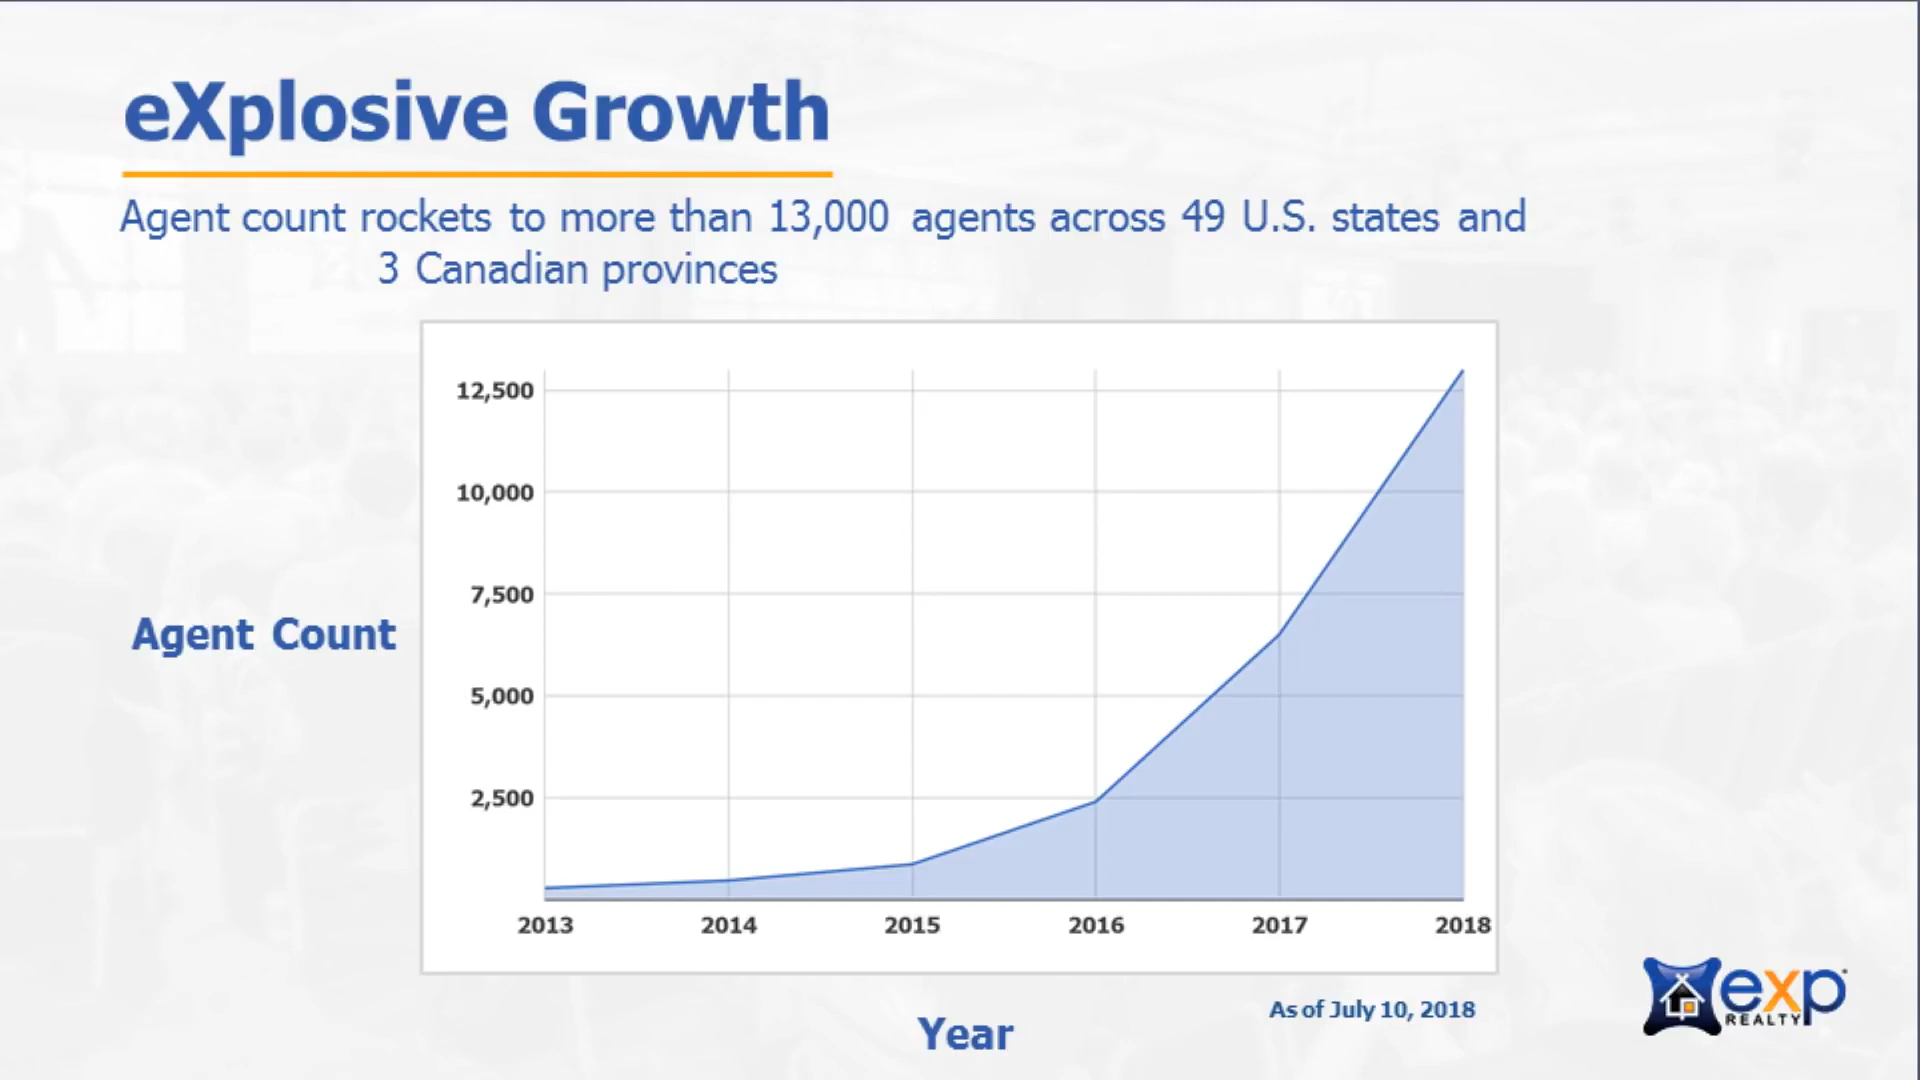 eXplosive Growth
Agent count rockets to more than 13,000 agents across 49 U.S. states and
3 Canadian provinces
12,500
10,000
7,500
5,000
2,500
Agent Count
2013 2014 2015 2016 2017 2018
As of July 10, 2018
Year
exp
REALTY